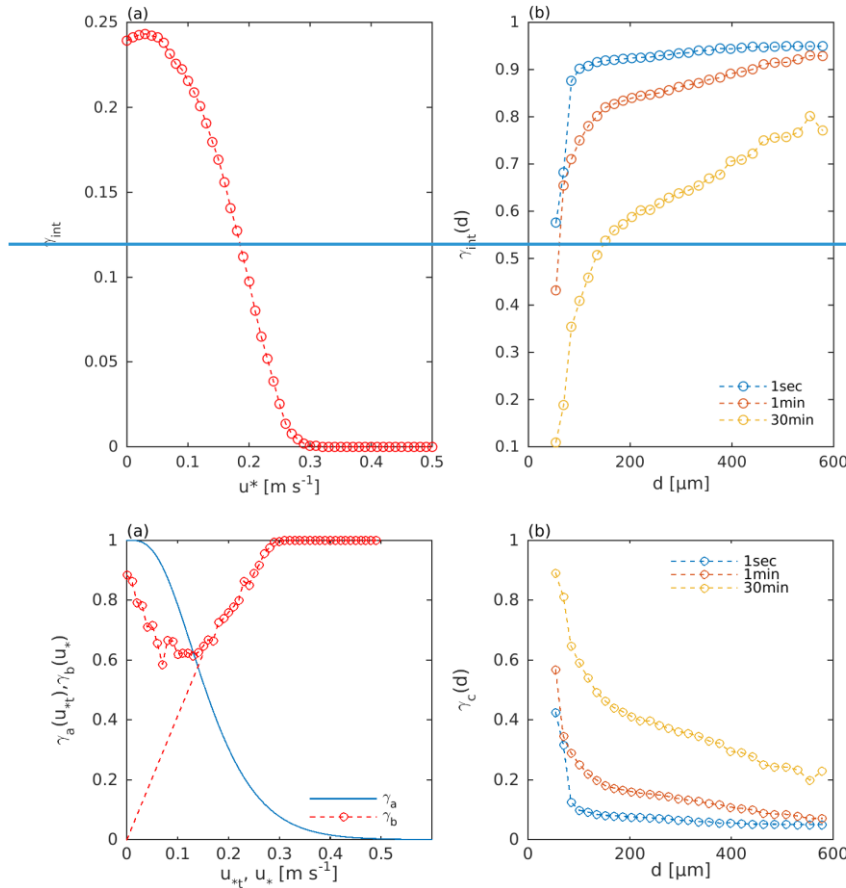 (a)
0.25
0.2
0.15
0.1
0.05
0
γint
0 0.1 0.2 0.3 0.4 0.5
u* [m s⁻¹]
(b)
1
0.9
0.8
0.7
0.6
0.5
0.4
0.3
0.2
0.1
γint(d)
1sec
1min
30min
0 200 400 600
d [µm]
(a)
1
0.8
0.6
0.4
0.2
0
γa(u*t),γb(u*)
γa
γb
0 0.1 0.2 0.3 0.4 0.5
u*t, u* [m s⁻¹]
(b)
1
0.8
0.6
0.4
0.2
0
γc(d)
1sec
1min
30min
0 200 400 600
d [µm]